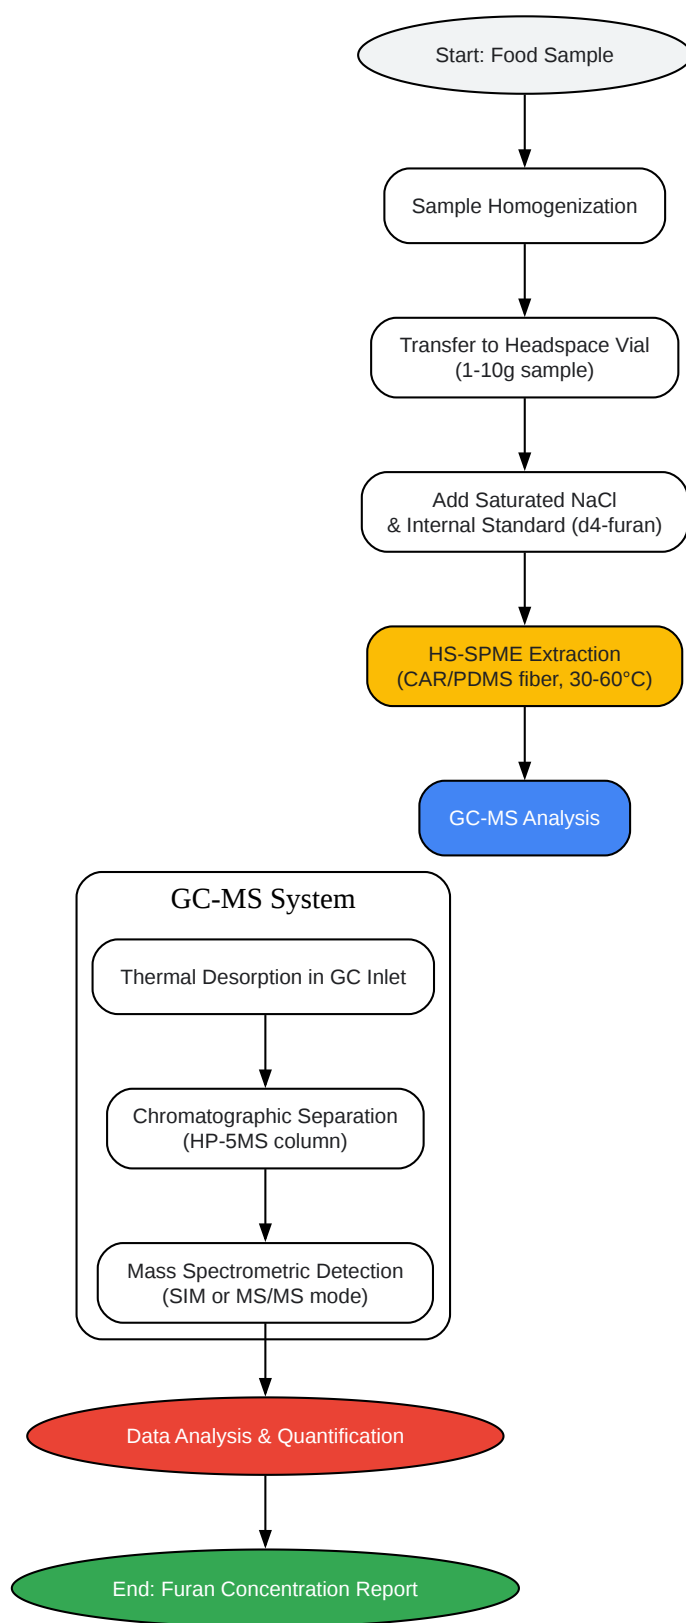 Start: Food Sample
Sample Homogenization
Transfer to Headspace Vial
(1-10g sample)
Add Saturated NaCl
& Internal Standard (d4-furan)
HS-SPME Extraction
(CAR/PDMS fiber, 30-60°C)
GC-MS Analysis
GC-MS System
Thermal Desorption in GC Inlet
Chromatographic Separation
(HP-5MS column)
Mass Spectrometric Detection
(SIM or MS/MS mode)
Data Analysis & Quantification
End: Furan Concentration Report